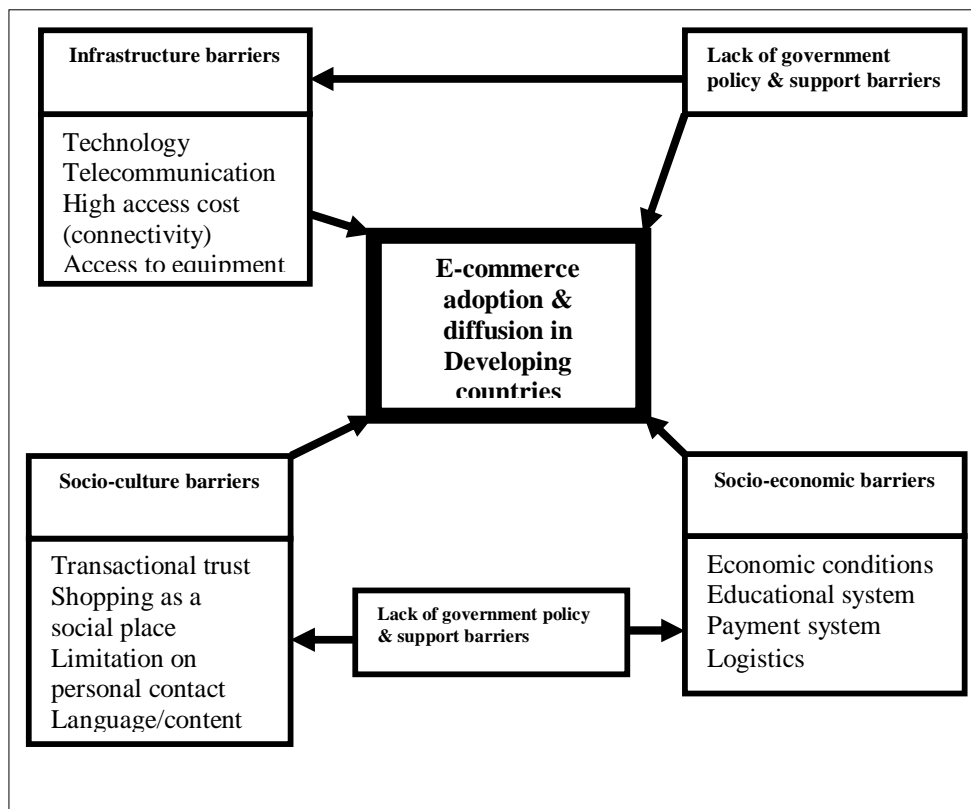 Infrastructure barriers
Technology
Telecommunication
High access cost
(connectivity)
Access to equipment
Lack of government
policy & support barriers
E-commerce
adoption &
diffusion in
Developing
countries
Socio-culture barriers
Transactional trust
Shopping as a
social place
Limitation on
personal contact
Language/content
Lack of government policy
& support barriers
Socio-economic barriers
Economic conditions
Educational system
Payment system
Logistics